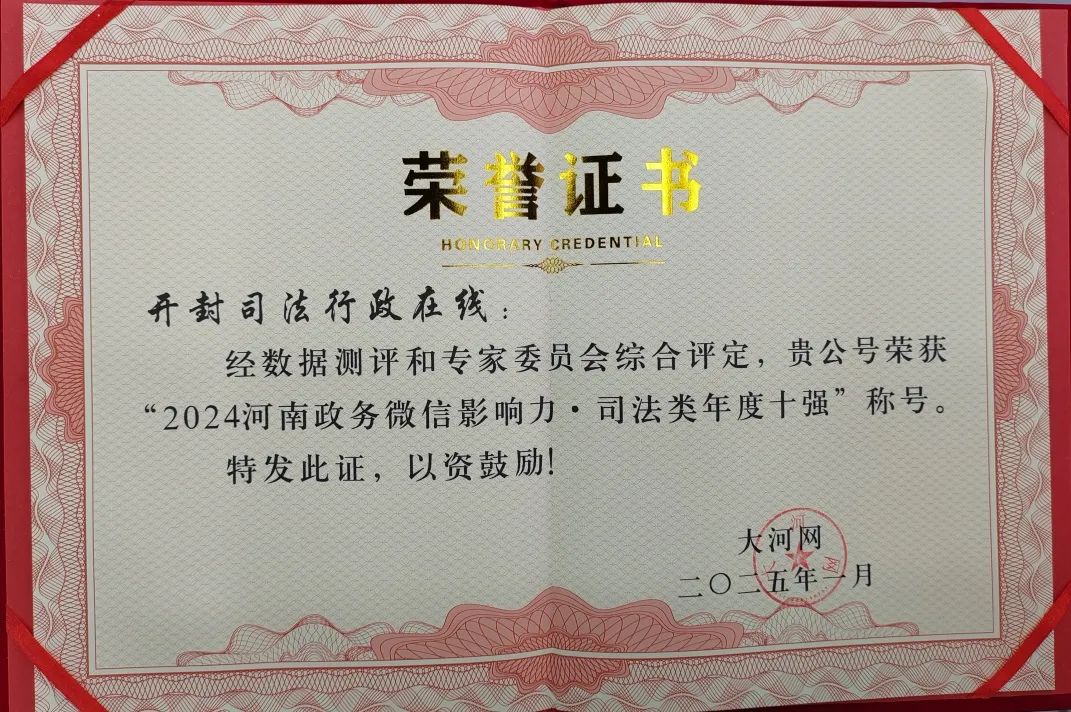 荣誉证书
HONORARY CREDENTIAL
开封司法行政在线：
经数据测评和专家委员会综合评定，贵公号荣获
“2024河南政务微信影响力·司法类年度十强”称号。
特发此证，以资鼓励！
大河网
二〇二五年一月